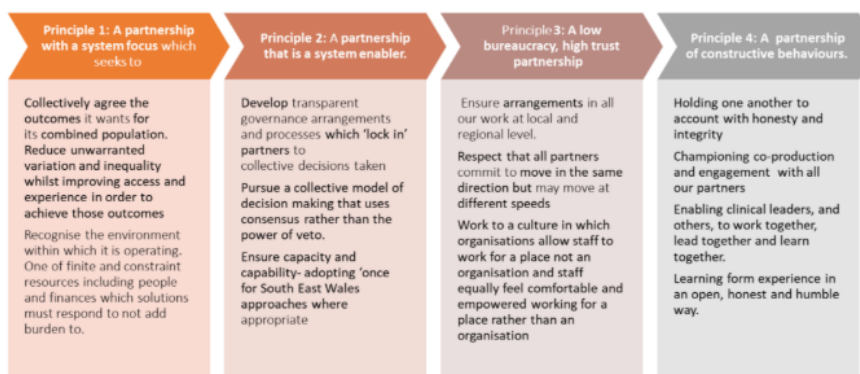 Principle 1: A partnership
with a system focus which
seeks to
Collectively agree the
outcomes it wants for
its combined population.
Reduce unwarranted
variation and inequality
whilst improving access and
experience in order to
achieve those outcomes
Recognise the environment
within which it is operating.
One of finite and constraint
resources including people
and finances which solutions
must respond to not add
burden to.
Principle 2: A partnership
that is a system enabler.
Develop transparent
governance arrangements
and processes which ‘lock in’
partners to
collective decisions taken
Pursue a collective model of
decision making that uses
consensus rather than the
power of veto.
Ensure capacity and
capability- adopting ‘once
for South East Wales
approaches where
appropriate
Principle 3: A low
bureaucracy, high trust
partnership
Ensure arrangements in all
our work at local and
regional level.
Respect that all partners
commit to move in the same
direction but may move at
different speeds
Work to a culture in which
organisations allow staff to
work for a place not an
organisation and staff
equally feel comfortable and
empowered working for a
place rather than an
organisation
Principle 4: A partnership
of constructive behaviours.
Holding one another to
account with honesty and
integrity
Championing co-production
and engagement with all
our partners
Enabling clinical leaders, and
others, to work together,
lead together and learn
together.
Learning form experience in
an open, honest and humble
way.